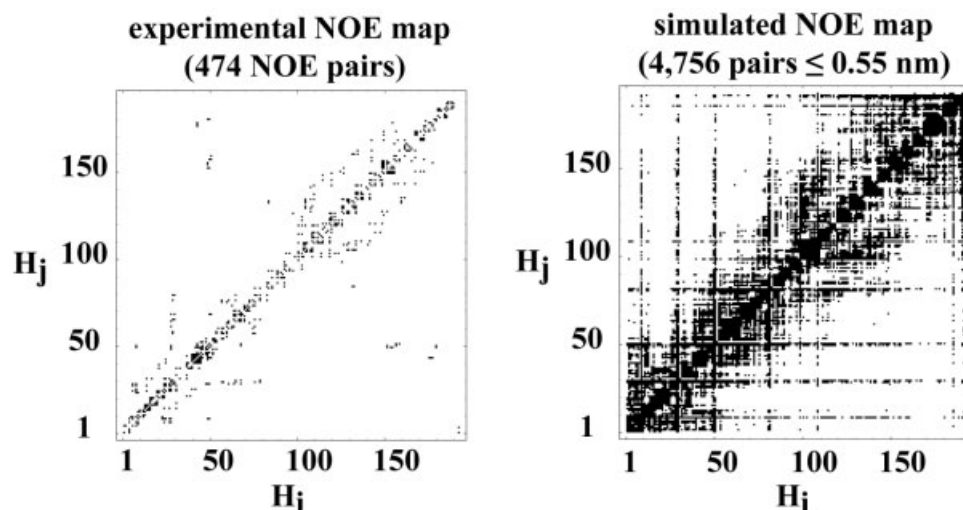 experimental NOE map
(474 NOE pairs)
150
100
Hj
50
1
1 50 100 150
Hi
simulated NOE map
(4,756 pairs ≤ 0.55 nm)
150
100
Hj
50
1
1 50 100 150
Hi